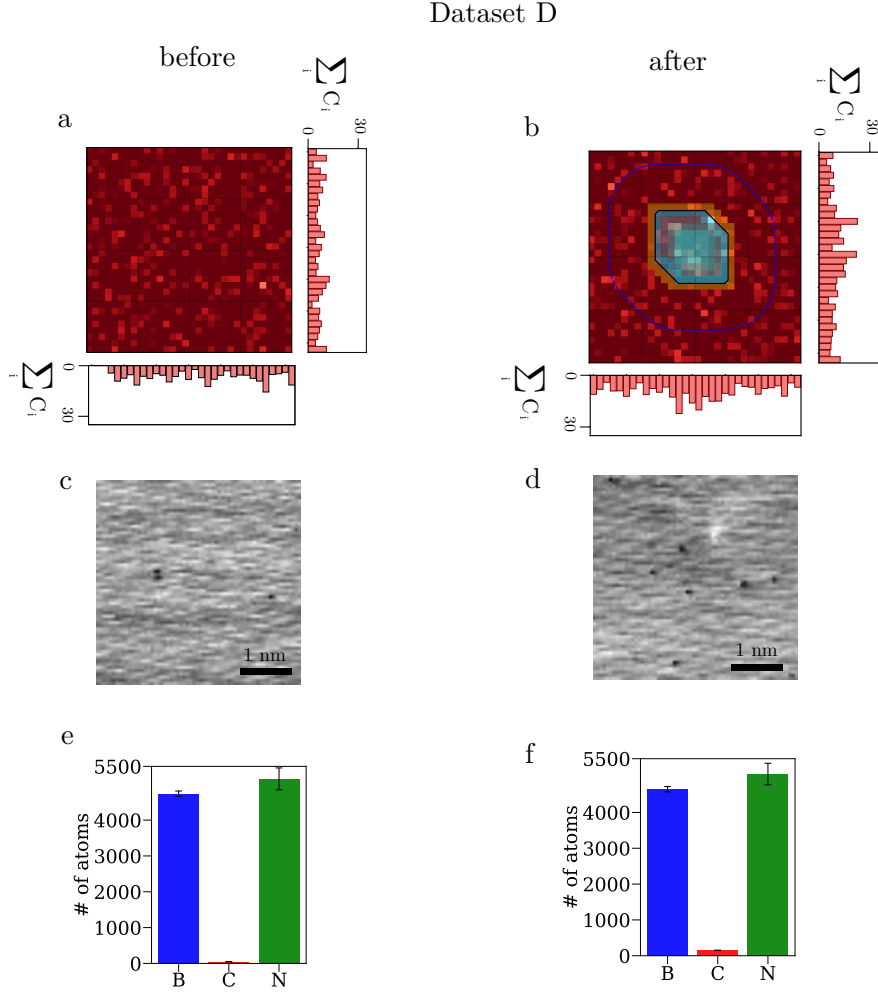 Dataset D
before
after
∑ C_i
i
0
30
∑ C_i
i
0
30
a
b
0
30
∑ C_i
i
0
30
∑ C_i
i
c
d
1 nm
1 nm
e
f
5500
4000
3000
2000
1000
0
# of atoms
B C N
5500
4000
3000
2000
1000
0
# of atoms
B C N